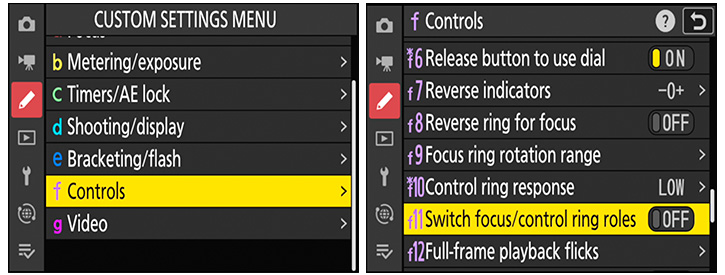 CUSTOM SETTINGS MENU
a Focus
b Metering/exposure
c Timers/AE lock
d Shooting/display
e Bracketing/flash
f Controls
g Video
f Controls
*f6 Release button to use dial ON
f7 Reverse indicators -0+
f8 Reverse ring for focus OFF
f9 Focus ring rotation range
*f10 Control ring response LOW
f11 Switch focus/control ring roles OFF
f12 Full-frame playback flicks